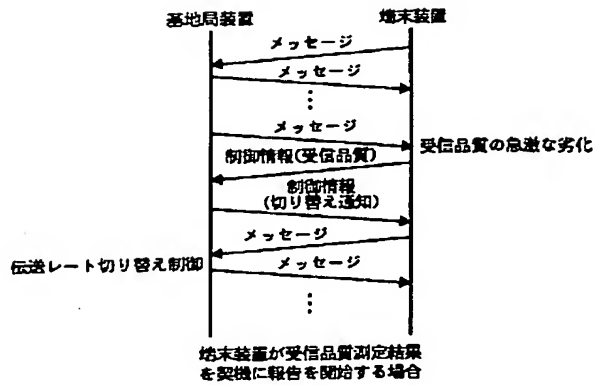 基地局装置
端末装置
メッセージ
メッセージ
メッセージ
受信品質の急激な劣化
制御情報(受信品質)
制御情報
(切り替え通知)
メッセージ
伝送レート切り替え制御
メッセージ
端末装置が受信品質測定結果
を契機に報告を開始する場合